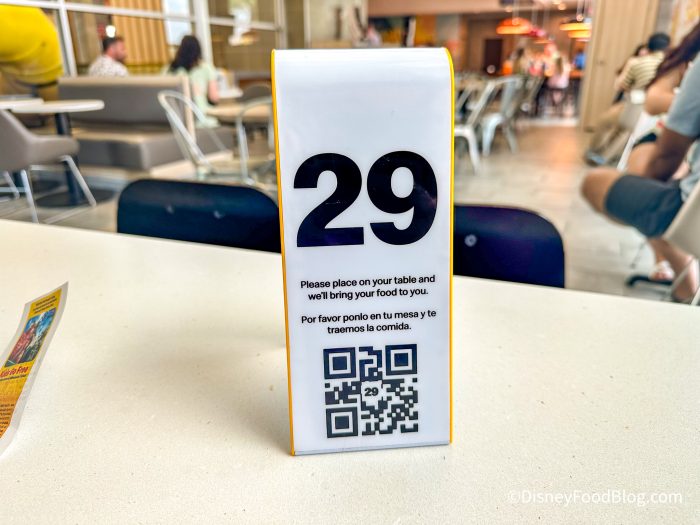 29
Please place on your table and
we'll bring your food to you.
Por favor ponlo en tu mesa y te
traemos la comida.
29
©DisneyFoodBlog.com